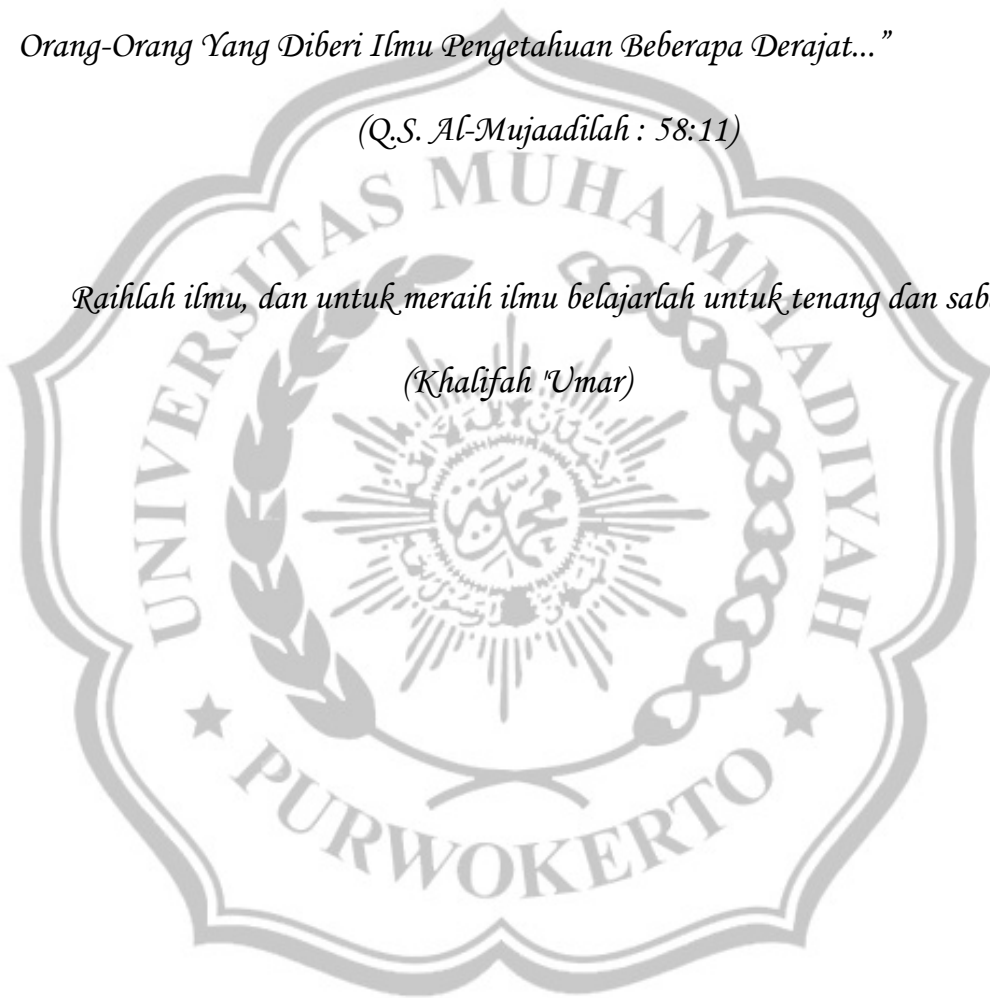 Orang-Orang Yang Diberi Ilmu Pengetahuan Beberapa Derajat...”
(Q.S. Al-Mujaadilah : 58:11)
UNIVERSITAS MUHAMMADIYAH
Raihlah ilmu, dan untuk meraih ilmu belajarlah untuk tenang dan
(Khalifah 'Umar)
محمد
PURWOKERTO